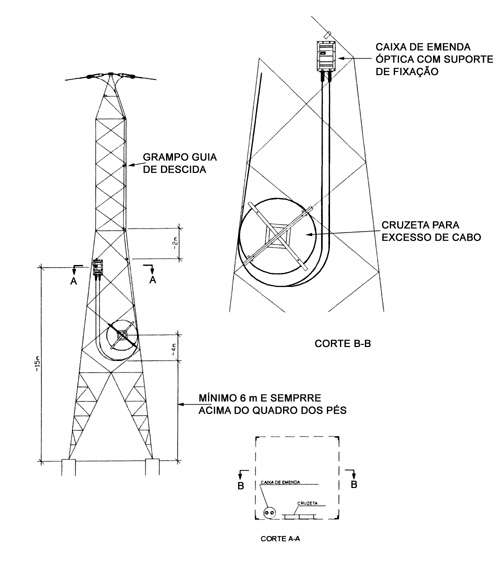 CAIXA DE EMENDA
ÓPTICA COM SUPORTE
DE FIXAÇÃO
GRAMPO GUIA
DE DESCIDA
CRUZETA PARA
EXCESSO DE CABO
~2m
A
A
~15m
~4m
CORTE B-B
MÍNIMO 6 m E SEMPRRE
ACIMA DO QUADRO DOS PÉS
B
B
CAIXA DE EMENDA
CRUZETA
CORTE A-A